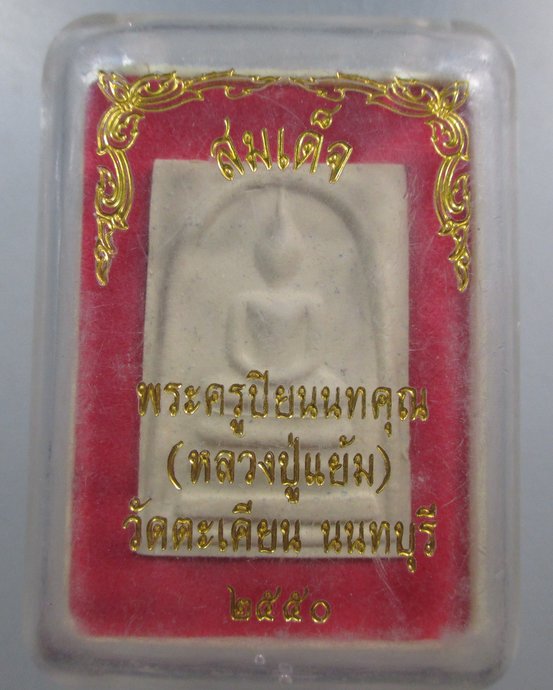 สมเด็จ
พระครูปิยนนทคุณ
(หลวงปู่แย้ม)
วัดตะเคียน นนทบุรี
๒๕๕๐